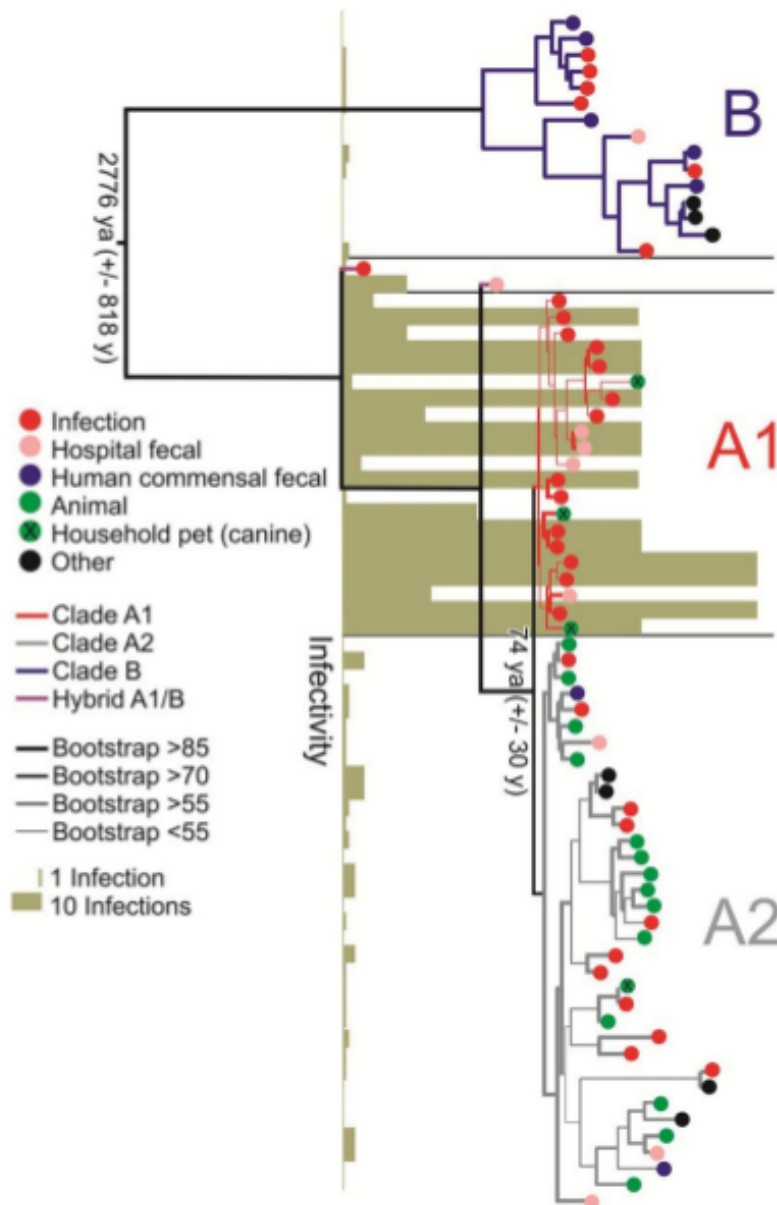 B
2776 ya (+/- 818 y)
Infection
Hospital fecal
Human commensal fecal
Animal
X Household pet (canine)
Other
A1
Clade A1
Clade A2
Clade B
Hybrid A1/B
Infectivity
74 ya (+/- 30 y)
Bootstrap >85
Bootstrap >70
Bootstrap >55
Bootstrap <55
1 Infection
10 Infections
A2